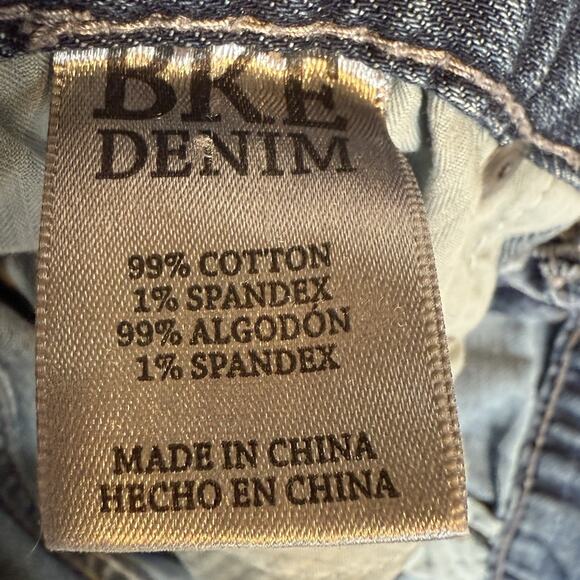 BKE
DENIM
99% COTTON
1% SPANDEX
99% ALGODÓN
1% SPANDEX
MADE IN CHINA
HECHO EN CHINA